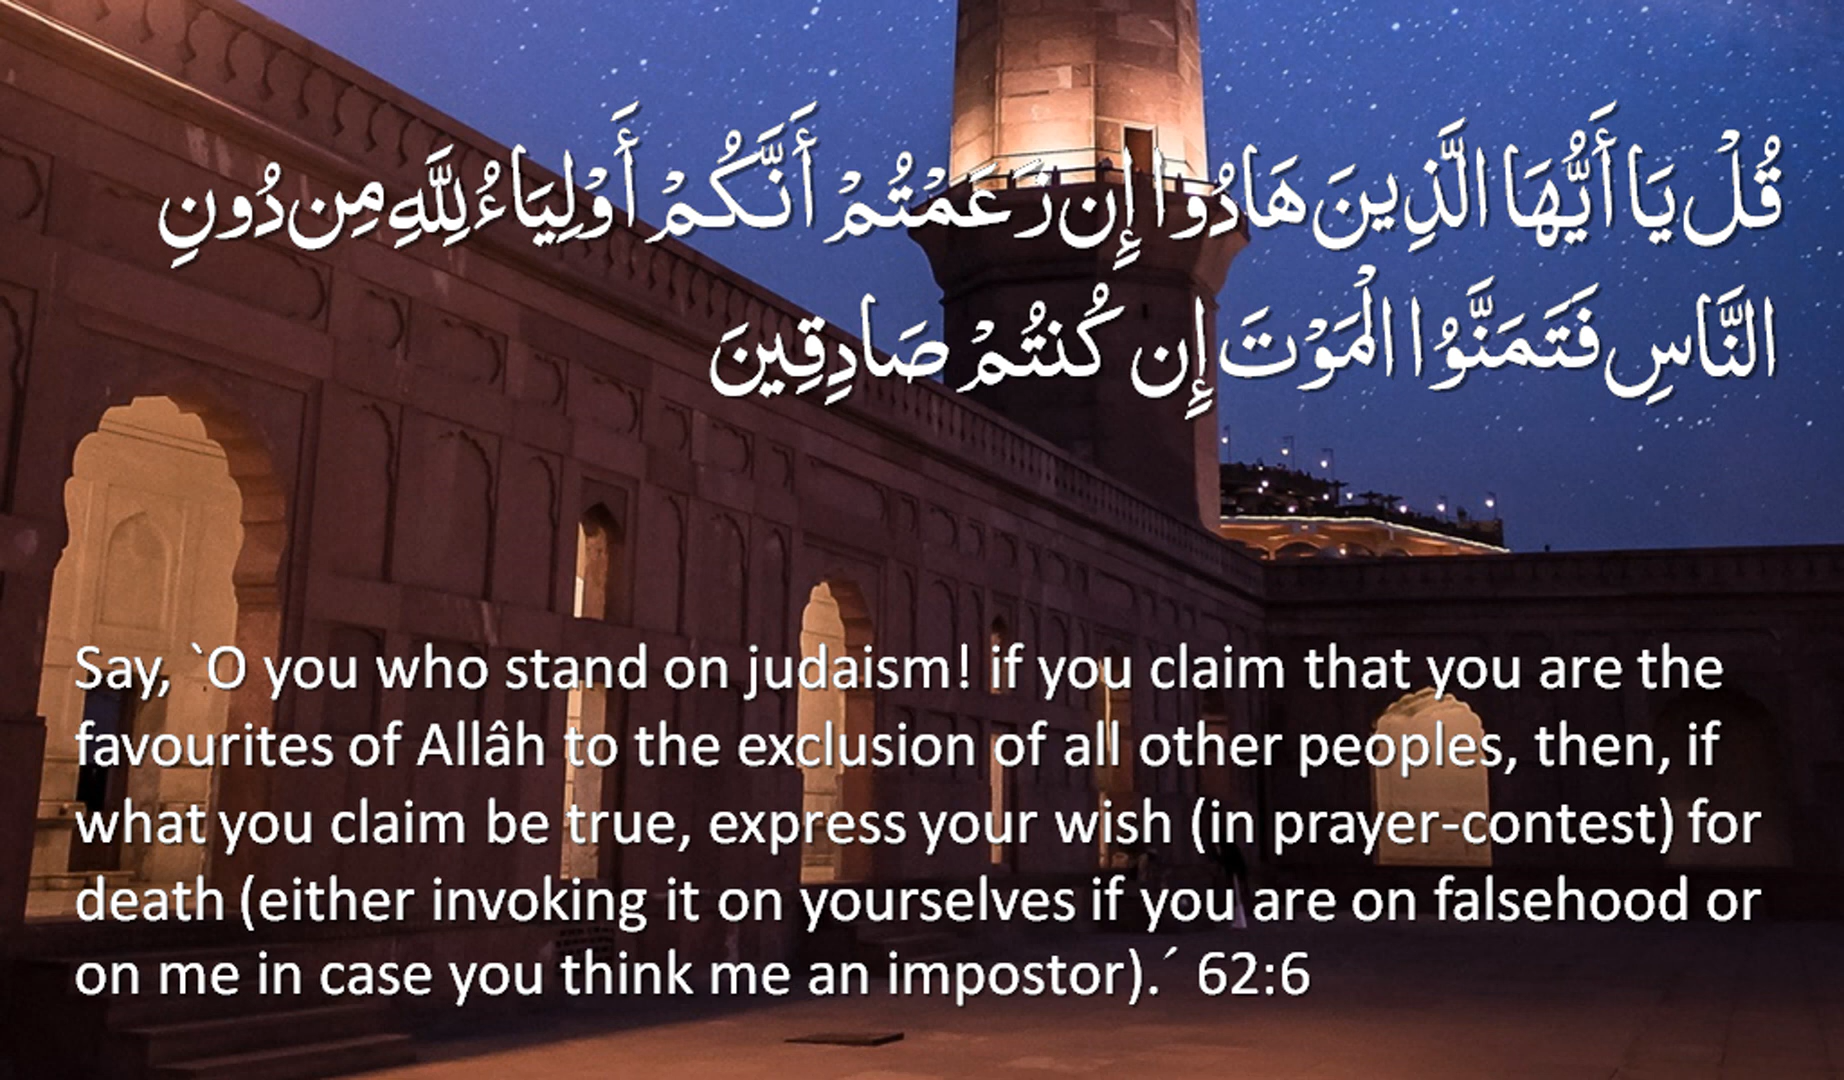 قُلْ يَا أَيُّهَا الَّذِينَ هَادُوا إِن زَعَمْتُمْ أَنَّكُمْ أَوْلِيَاءُ لِلَّهِ مِن دُونِ
النَّاسِ فَتَمَنَّوُا الْمَوْتَ إِن كُنتُمْ صَادِقِينَ
Say, `O you who stand on judaism! if you claim that you are the
favourites of Allâh to the exclusion of all other peoples, then, if
what you claim be true, express your wish (in prayer-contest) for
death (either invoking it on yourselves if you are on falsehood or
on me in case you think me an impostor).´ 62:6